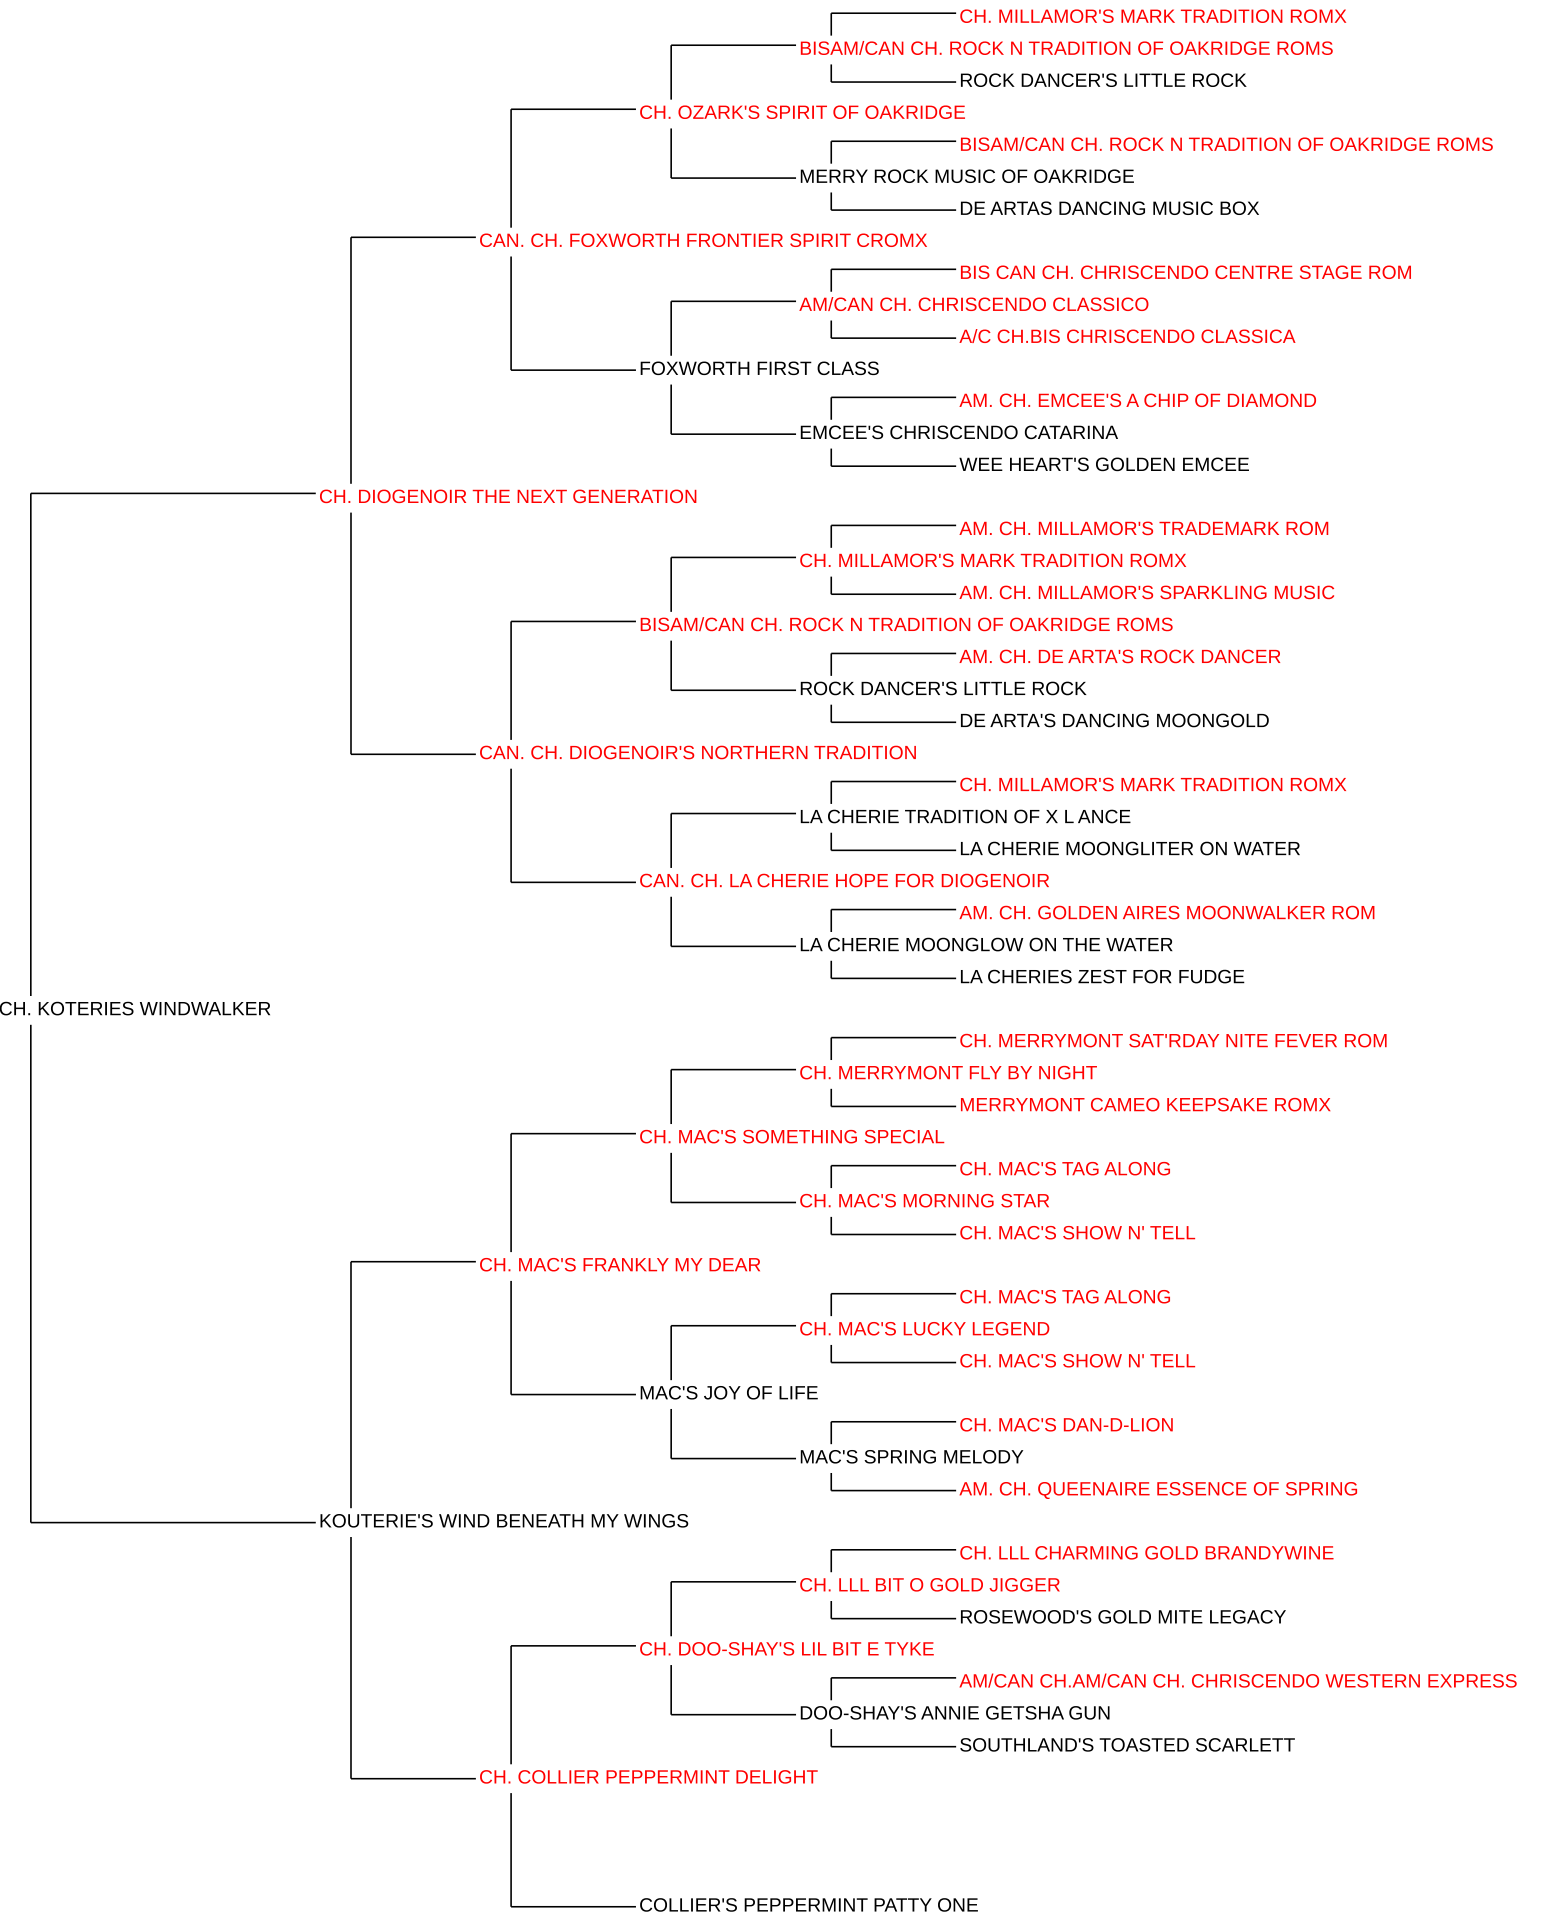 CH. MILLAMOR'S MARK TRADITION ROMX
BISAM/CAN CH. ROCK N TRADITION OF OAKRIDGE ROMS
ROCK DANCER'S LITTLE ROCK
CH. OZARK'S SPIRIT OF OAKRIDGE
BISAM/CAN CH. ROCK N TRADITION OF OAKRIDGE ROMS
MERRY ROCK MUSIC OF OAKRIDGE
DE ARTAS DANCING MUSIC BOX
CAN. CH. FOXWORTH FRONTIER SPIRIT CROMX
BIS CAN CH. CHRISCENDO CENTRE STAGE ROM
AM/CAN CH. CHRISCENDO CLASSICO
A/C CH.BIS CHRISCENDO CLASSICA
FOXWORTH FIRST CLASS
AM. CH. EMCEE'S A CHIP OF DIAMOND
EMCEE'S CHRISCENDO CATARINA
WEE HEART'S GOLDEN EMCEE
CH. DIOGENOIR THE NEXT GENERATION
AM. CH. MILLAMOR'S TRADEMARK ROM
CH. MILLAMOR'S MARK TRADITION ROMX
AM. CH. MILLAMOR'S SPARKLING MUSIC
BISAM/CAN CH. ROCK N TRADITION OF OAKRIDGE ROMS
AM. CH. DE ARTA'S ROCK DANCER
ROCK DANCER'S LITTLE ROCK
DE ARTA'S DANCING MOONGOLD
CAN. CH. DIOGENOIR'S NORTHERN TRADITION
CH. MILLAMOR'S MARK TRADITION ROMX
LA CHERIE TRADITION OF X L ANCE
LA CHERIE MOONGLITER ON WATER
CAN. CH. LA CHERIE HOPE FOR DIOGENOIR
AM. CH. GOLDEN AIRES MOONWALKER ROM
LA CHERIE MOONGLOW ON THE WATER
LA CHERIES ZEST FOR FUDGE
CH. KOTERIES WINDWALKER
CH. MERRYMONT SAT'RDAY NITE FEVER ROM
CH. MERRYMONT FLY BY NIGHT
MERRYMONT CAMEO KEEPSAKE ROMX
CH. MAC'S SOMETHING SPECIAL
CH. MAC'S TAG ALONG
CH. MAC'S MORNING STAR
CH. MAC'S SHOW N' TELL
CH. MAC'S FRANKLY MY DEAR
CH. MAC'S TAG ALONG
CH. MAC'S LUCKY LEGEND
CH. MAC'S SHOW N' TELL
MAC'S JOY OF LIFE
CH. MAC'S DAN-D-LION
MAC'S SPRING MELODY
AM. CH. QUEENAIRE ESSENCE OF SPRING
KOUTERIE'S WIND BENEATH MY WINGS
CH. LLL CHARMING GOLD BRANDYWINE
CH. LLL BIT O GOLD JIGGER
ROSEWOOD'S GOLD MITE LEGACY
CH. DOO-SHAY'S LIL BIT E TYKE
AM/CAN CH.AM/CAN CH. CHRISCENDO WESTERN EXPRESS
DOO-SHAY'S ANNIE GETSHA GUN
SOUTHLAND'S TOASTED SCARLETT
CH. COLLIER PEPPERMINT DELIGHT
COLLIER'S PEPPERMINT PATTY ONE